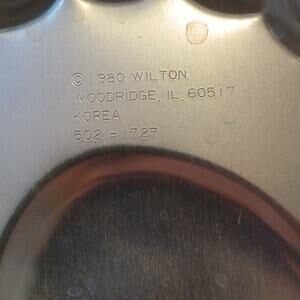 © 1980 WILTON
WOODRIDGE, IL. 60517
KOREA
502-1727